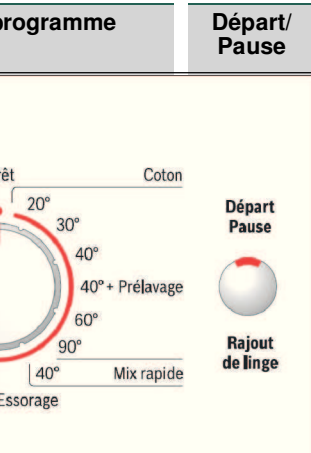 programme
Départ/
Pause
rêt
Coton
20°
30°
40°
40° + Prélavage
60°
90°
40°
Mix rapide
Essorage
Départ
Pause
Rajout
de linge